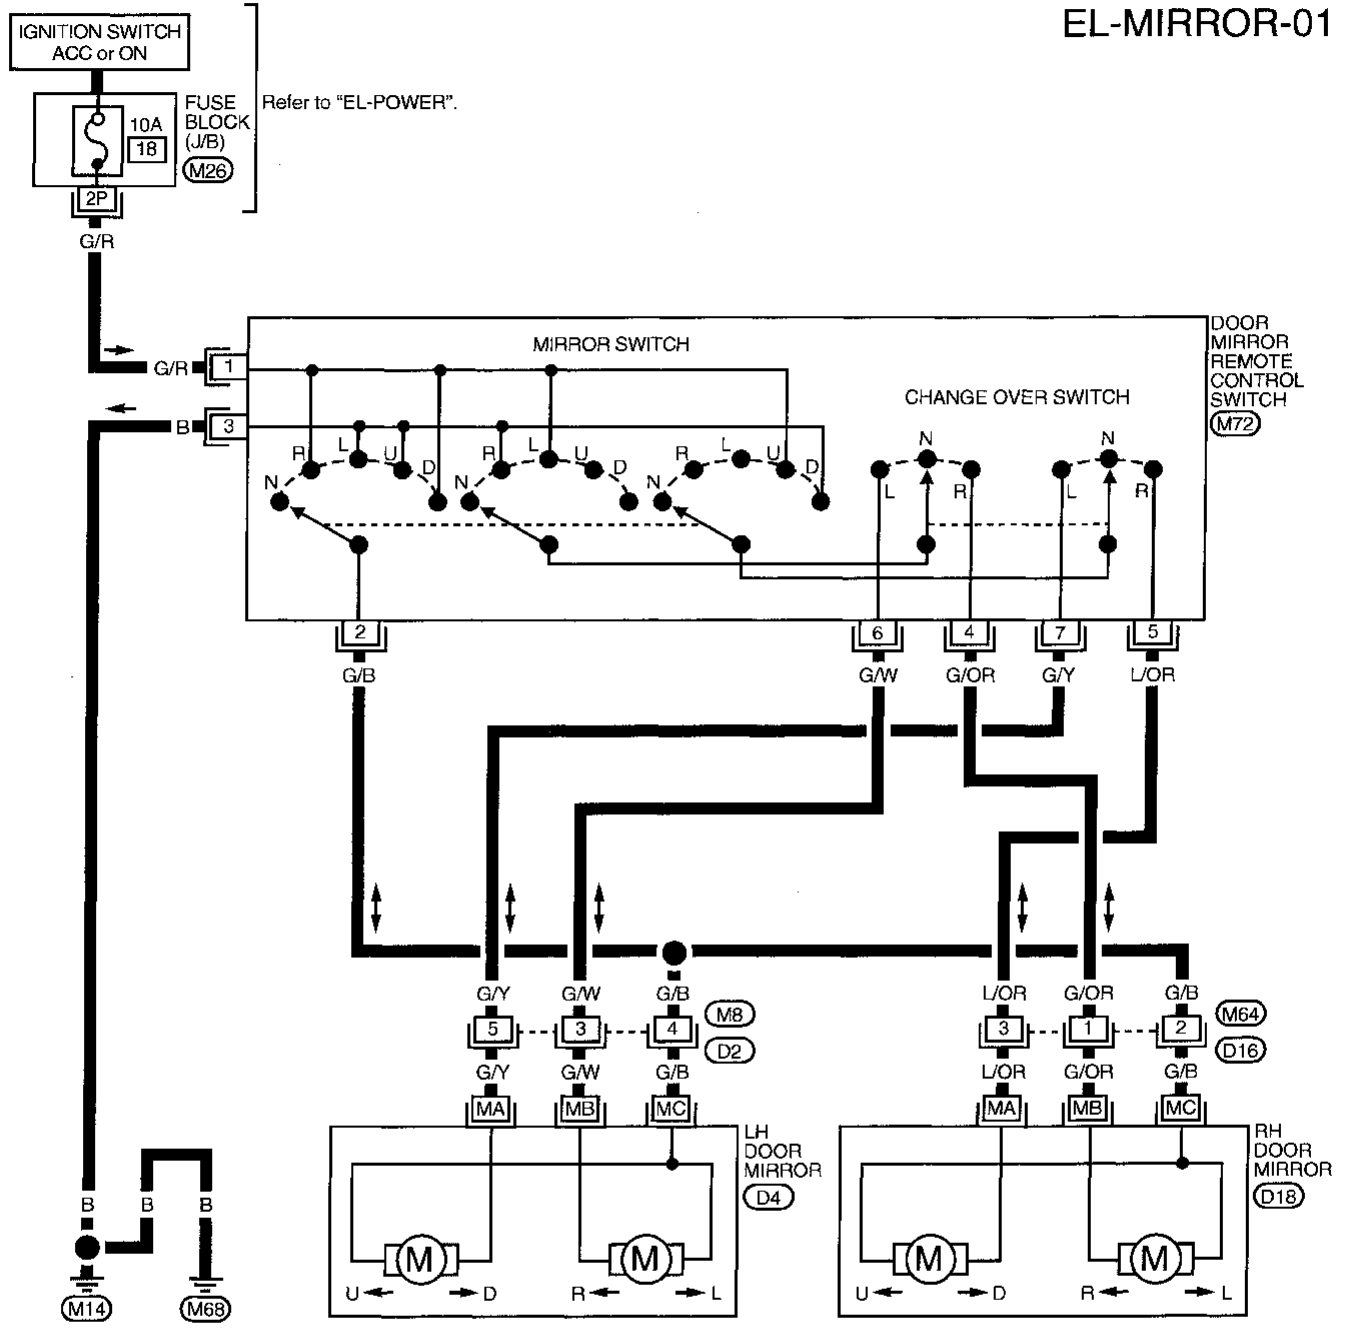 EL-MIRROR-01
IGNITION SWITCH
ACC or ON
FUSE
BLOCK
(J/B)
M26
10A
18
2P
Refer to “EL-POWER”.
G/R
G/R 1
B 3
MIRROR SWITCH
CHANGE OVER SWITCH
DOOR
MIRROR
REMOTE
CONTROL
SWITCH
M72
N R L U D
N R L U D
N R L U D
L N R
L N R
2 6 4 7 5
G/B G/W G/OR G/Y L/OR
G/Y G/W G/B L/OR G/OR G/B
5 3 4 M8 3 1 2 M64
D2 D16
G/Y G/W G/B L/OR G/OR G/B
MA MB MC MA MB MC
LH
DOOR
MIRROR
D4
RH
DOOR
MIRROR
D18
B B B
M M M M
U D R L U D R L
M14 M68